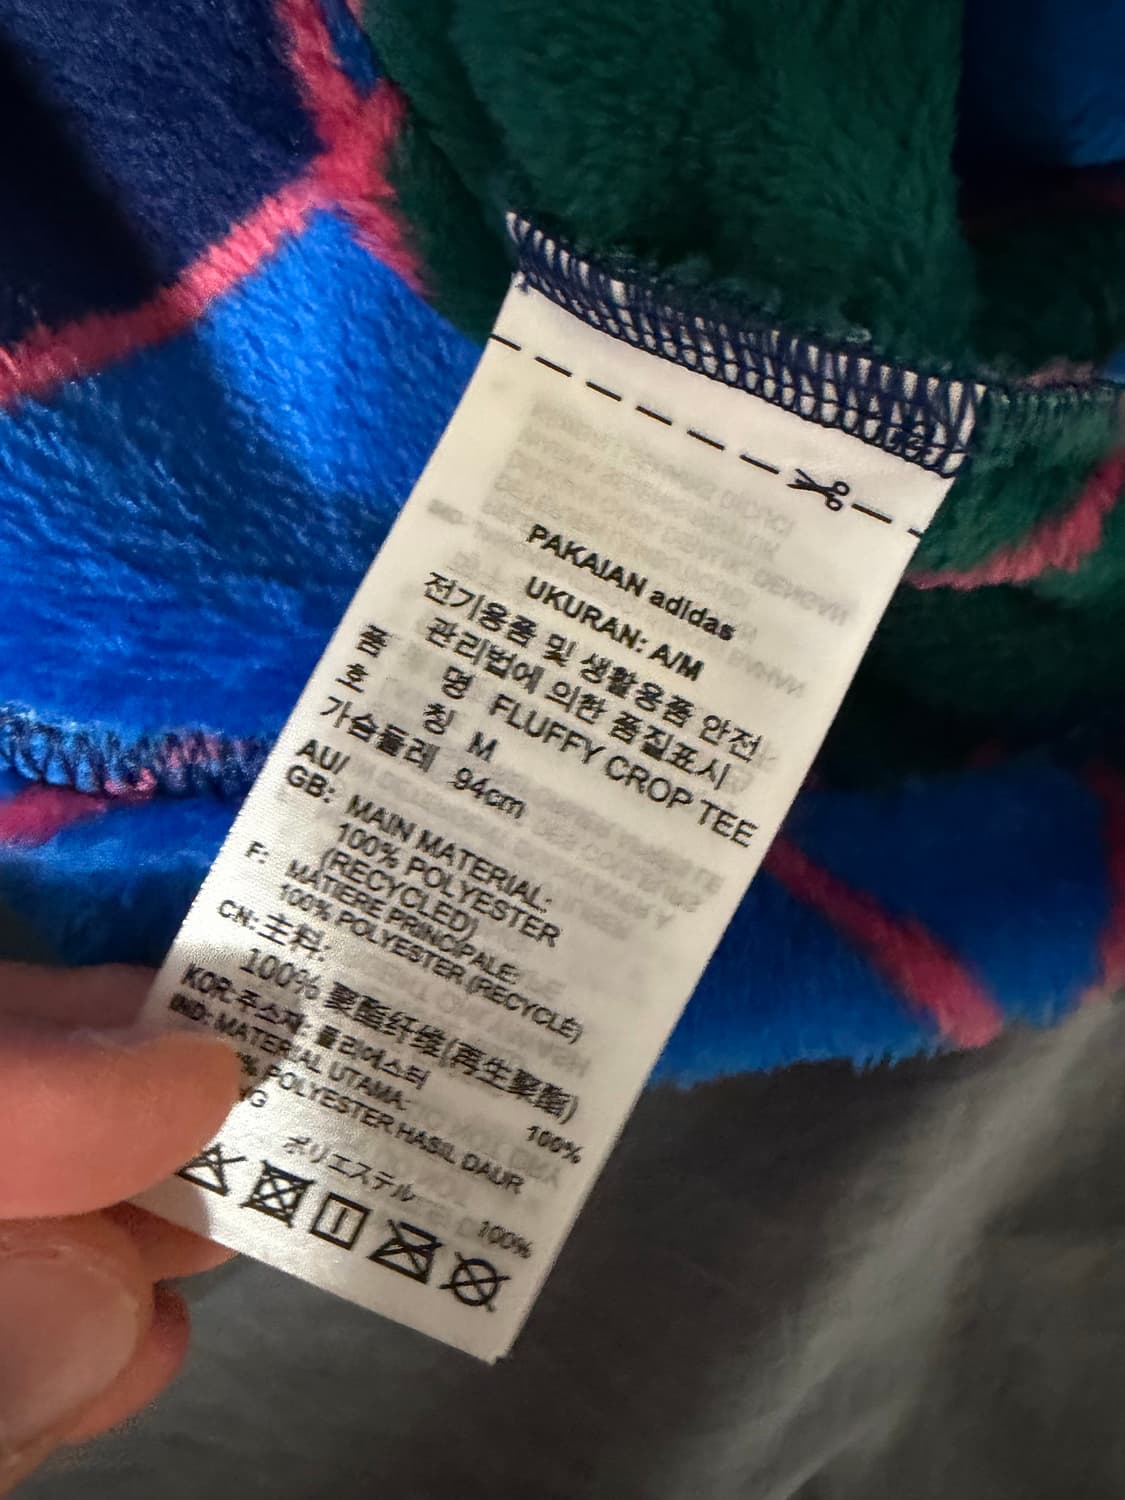 PAKAIAN adidas
UKURAN: A/M
전기용품 및 생활용품 안전
관리법에 의한 품질표시
품 명 FLUFFY CROP TEE
호 칭 M
가슴둘레 94cm
AU/
GB: MAIN MATERIAL:
100% POLYESTER
(RECYCLED)
F: MATIERE PRINCIPALE:
100% POLYESTER (RECYCLÉ)
CN: 主料:
100% 聚酯纤维(再生聚酯)
KOR: 주소재: 폴리에스터 100%
IND: MATERIAL UTAMA:
% POLYESTER HASIL DAUR
NG
ポリエステル 100%